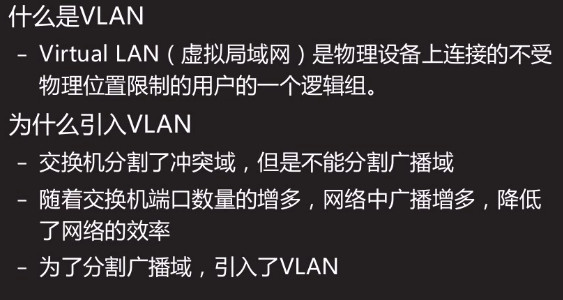 什么是VLAN
– Virtual LAN（虚拟局域网）是物理设备上连接的不受
物理位置限制的用户的一个逻辑组。
为什么引入VLAN
– 交换机分割了冲突域，但是不能分割广播域
– 随着交换机端口数量的增多，网络中广播增多，降低
了网络的效率
– 为了分割广播域，引入了VLAN